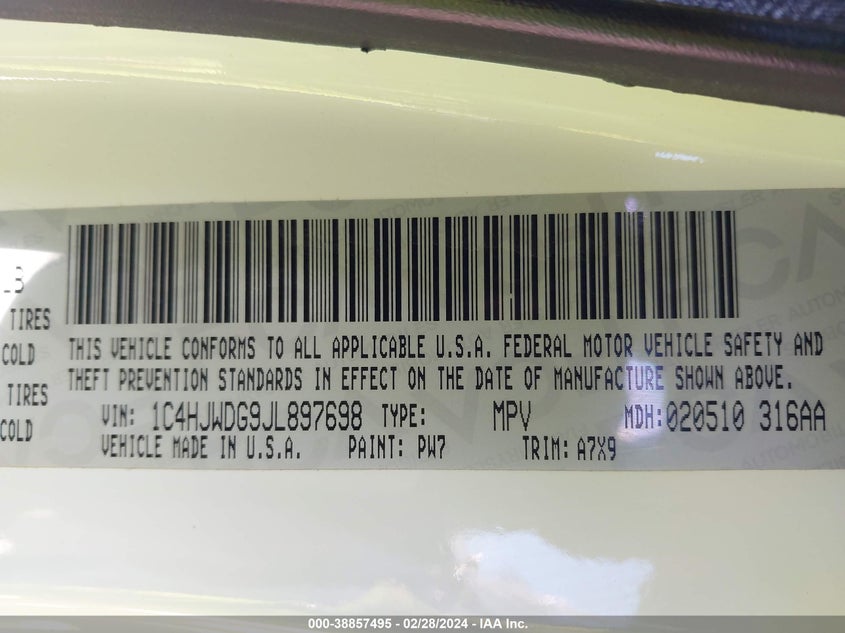 TIRES
COLD
TIRES
COLD
THIS VEHICLE CONFORMS TO ALL APPLICABLE U.S.A. FEDERAL MOTOR VEHICLE SAFETY AND
THEFT PREVENTION STANDARDS IN EFFECT ON THE DATE OF MANUFACTURE SHOWN ABOVE.
VIN: 1C4HJWDG9JL897698 TYPE: MPV MDH:020510 316AA
VEHICLE MADE IN U.S.A. PAINT: PW7 TRIM: A7X9
000-38857495 - 02/28/2024 - IAA Inc.